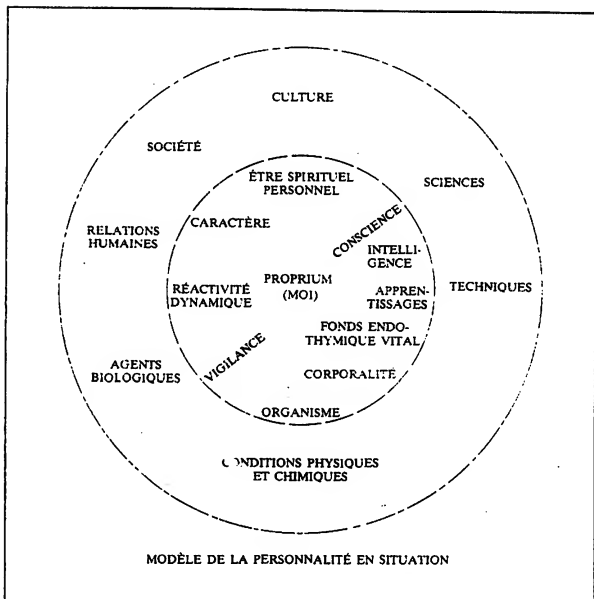 CULTURE
SOCIÉTÉ
ÊTRE SPIRITUEL
PERSONNEL
SCIENCES
CARACTÈRE
CONSCIENCE
RELATIONS
HUMAINES
INTELLI-
GENCE
PROPRIUM
(MOI)
RÉACTIVITÉ
DYNAMIQUE
APPREN-
TISSAGES
TECHNIQUES
FONDS ENDO-
THYMIQUE VITAL
VIGILANCE
AGENTS
BIOLOGIQUES
CORPORALITÉ
ORGANISME
CONDITIONS PHYSIQUES
ET CHIMIQUES
MODÈLE DE LA PERSONNALITÉ EN SITUATION